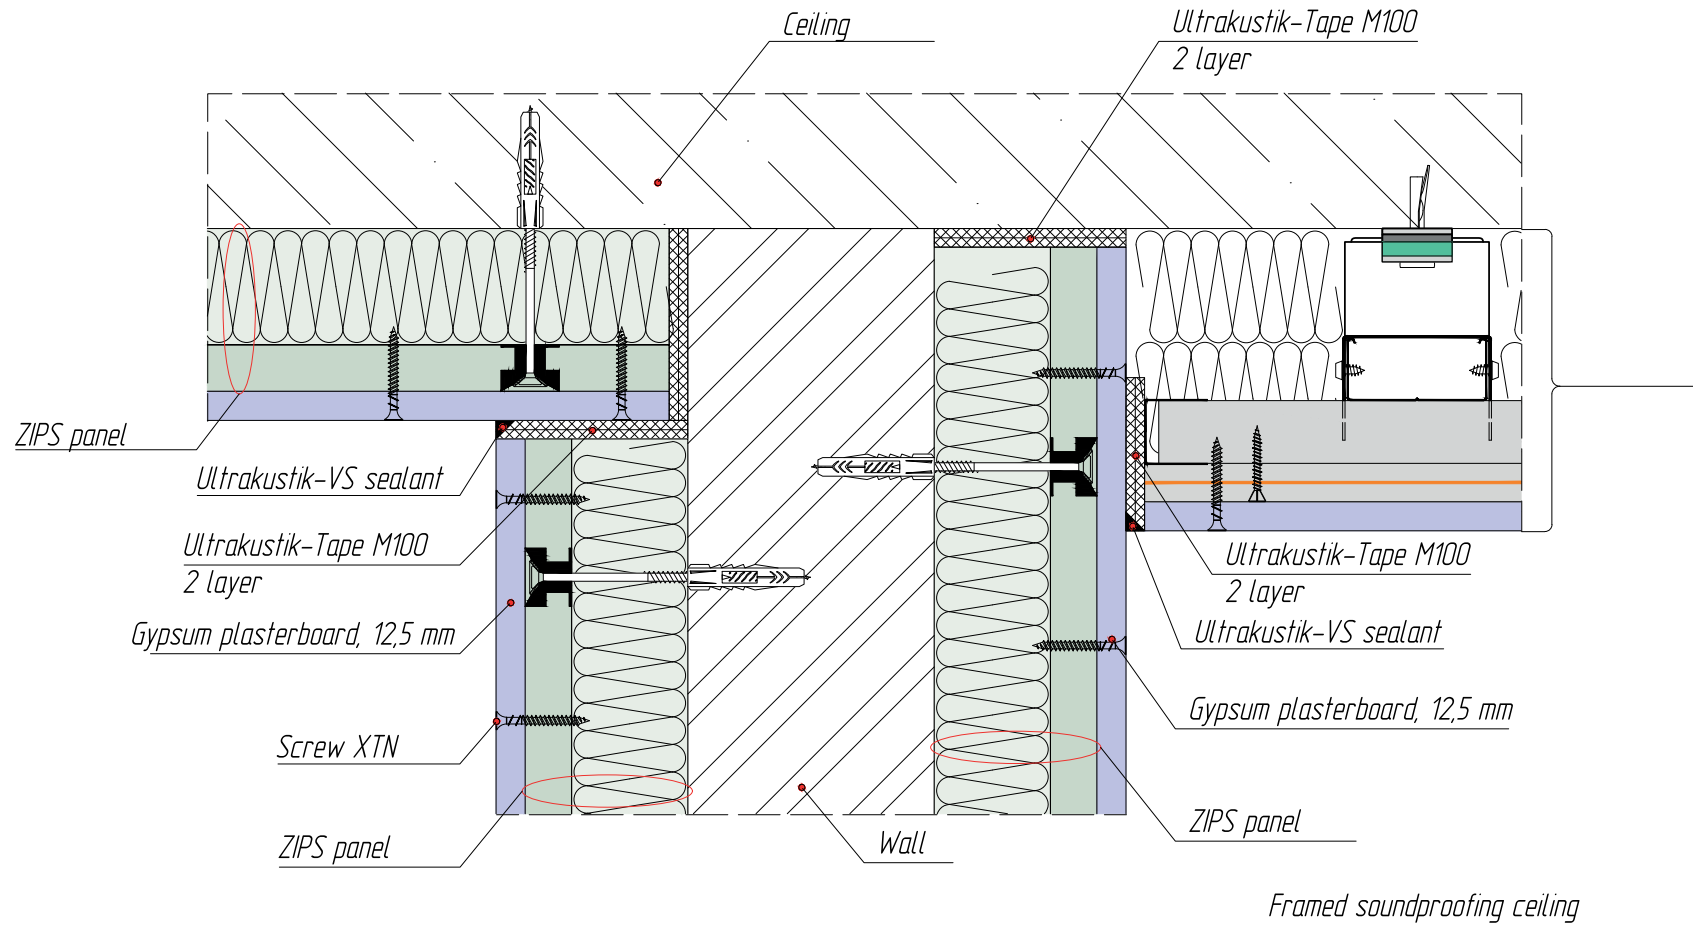 Ceiling
Ultrakustik-Tape M100
2 layer
ZIPS panel
Ultrakustik-VS sealant
Ultrakustik-Tape M100
2 layer
Gypsum plasterboard, 12,5 mm
Screw XTN
ZIPS panel
Wall
Ultrakustik-Tape M100
2 layer
Ultrakustik-VS sealant
Gypsum plasterboard, 12,5 mm
ZIPS panel
Framed soundproofing ceiling